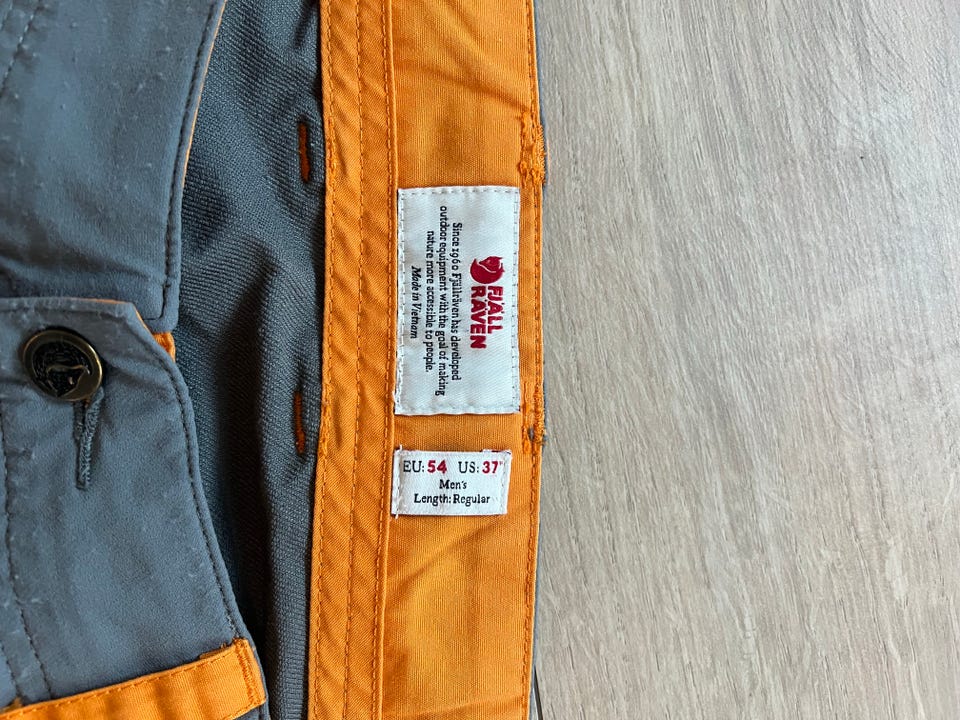 FJÄLL
RÄVEN
Since 1960 Fjällräven has developed
outdoor equipment with the goal of making
nature more accessible to people.
Made in Vietnam
EU: 54 US: 37"
Men's
Length: Regular